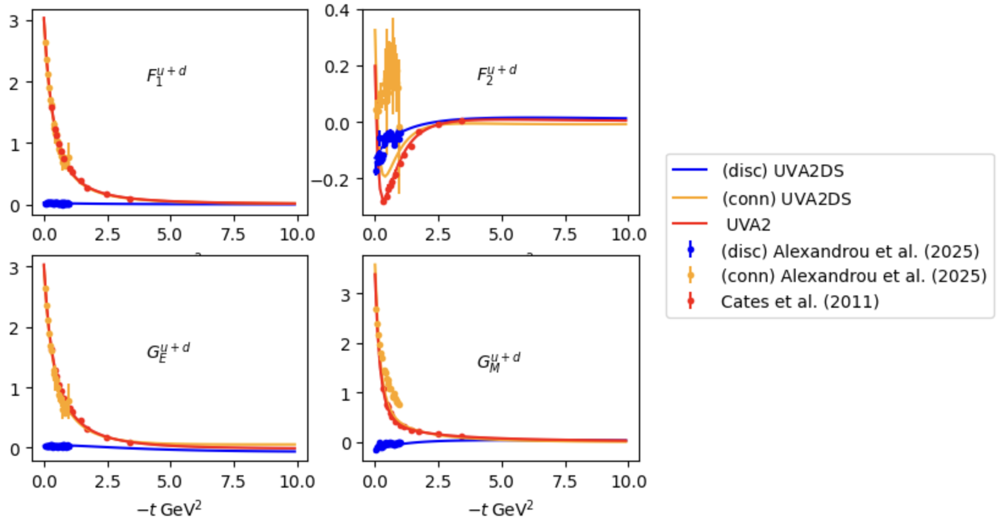 3
2
1
0
F₁ᵘ⁺ᵈ
0.0 2.5 5.0 7.5 10.0
0.4
0.2
0.0
−0.2
F₂ᵘ⁺ᵈ
0.0 2.5 5.0 7.5 10.0
3
2
1
0
G_E^{u+d}
0.0 2.5 5.0 7.5 10.0
−t GeV²
3
2
1
0
G_M^{u+d}
0.0 2.5 5.0 7.5 10.0
−t GeV²
(disc) UVA2DS
(conn) UVA2DS
UVA2
(disc) Alexandrou et al. (2025)
(conn) Alexandrou et al. (2025)
Cates et al. (2011)